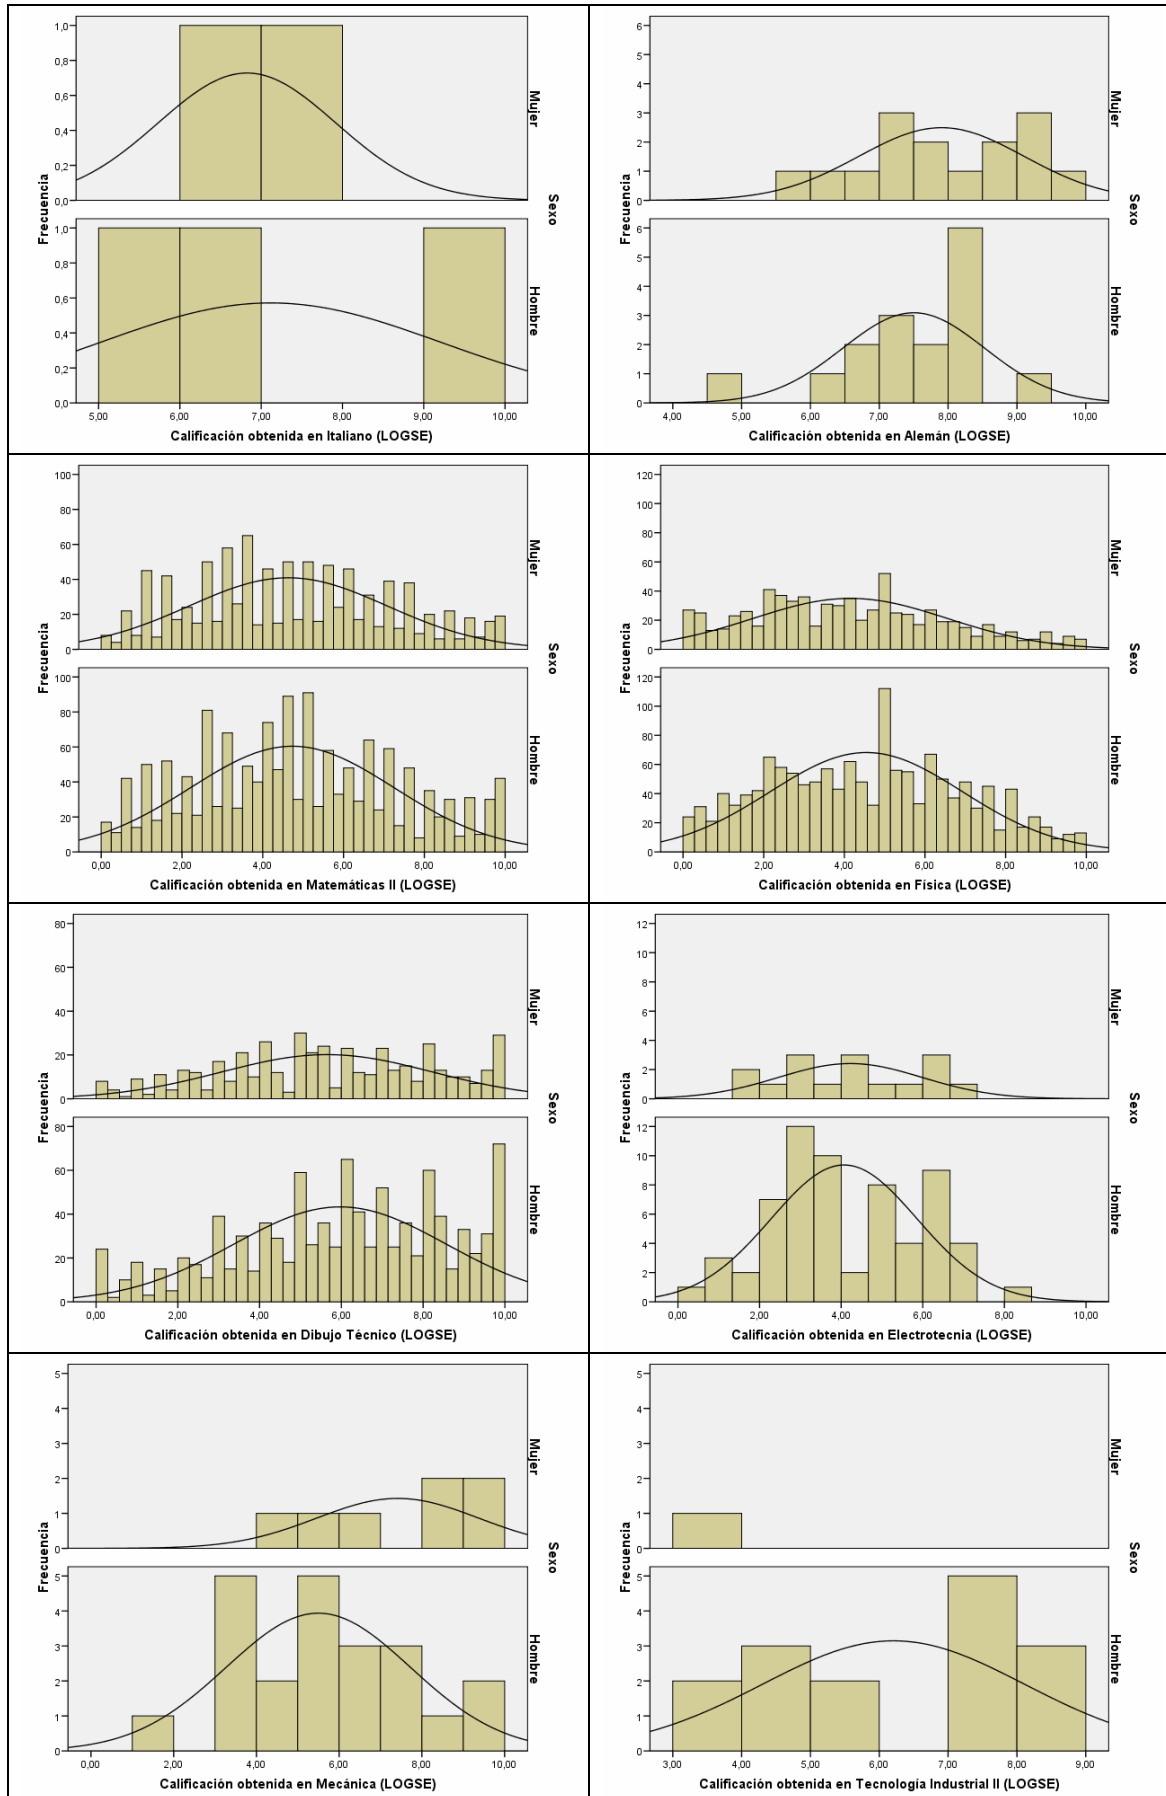 1,0
0,8
0,6
0,4
0,2
0,0
Mujer
1,0
0,8
0,6
0,4
0,2
0,0
Hombre
Frecuencia
Sexo
5,00 6,00 7,00 8,00 9,00 10,00
Calificación obtenida en Italiano (LOGSE)
6
5
4
3
2
1
0
Mujer
6
5
4
3
2
1
0
Hombre
Frecuencia
Sexo
4,00 5,00 6,00 7,00 8,00 9,00 10,00
Calificación obtenida en Alemán (LOGSE)
100
80
60
40
20
0
Mujer
100
80
60
40
20
0
Hombre
Frecuencia
Sexo
0,00 2,00 4,00 6,00 8,00 10,00
Calificación obtenida en Matemáticas II (LOGSE)
120
100
80
60
40
20
0
Mujer
120
100
80
60
40
20
0
Hombre
Frecuencia
Sexo
0,00 2,00 4,00 6,00 8,00 10,00
Calificación obtenida en Física (LOGSE)
80
60
40
20
0
Mujer
80
60
40
20
0
Hombre
Frecuencia
Sexo
0,00 2,00 4,00 6,00 8,00 10,00
Calificación obtenida en Dibujo Técnico (LOGSE)
12
10
8
6
4
2
0
Mujer
12
10
8
6
4
2
0
Hombre
Frecuencia
Sexo
0,00 2,00 4,00 6,00 8,00 10,00
Calificación obtenida en Electrotecnia (LOGSE)
5
4
3
2
1
0
Mujer
5
4
3
2
1
0
Hombre
Frecuencia
Sexo
0,00 2,00 4,00 6,00 8,00 10,00
Calificación obtenida en Mecánica (LOGSE)
5
4
3
2
1
0
Mujer
5
4
3
2
1
0
Hombre
Frecuencia
Sexo
3,00 4,00 5,00 6,00 7,00 8,00 9,00
Calificación obtenida en Tecnología Industrial II (LOGSE)